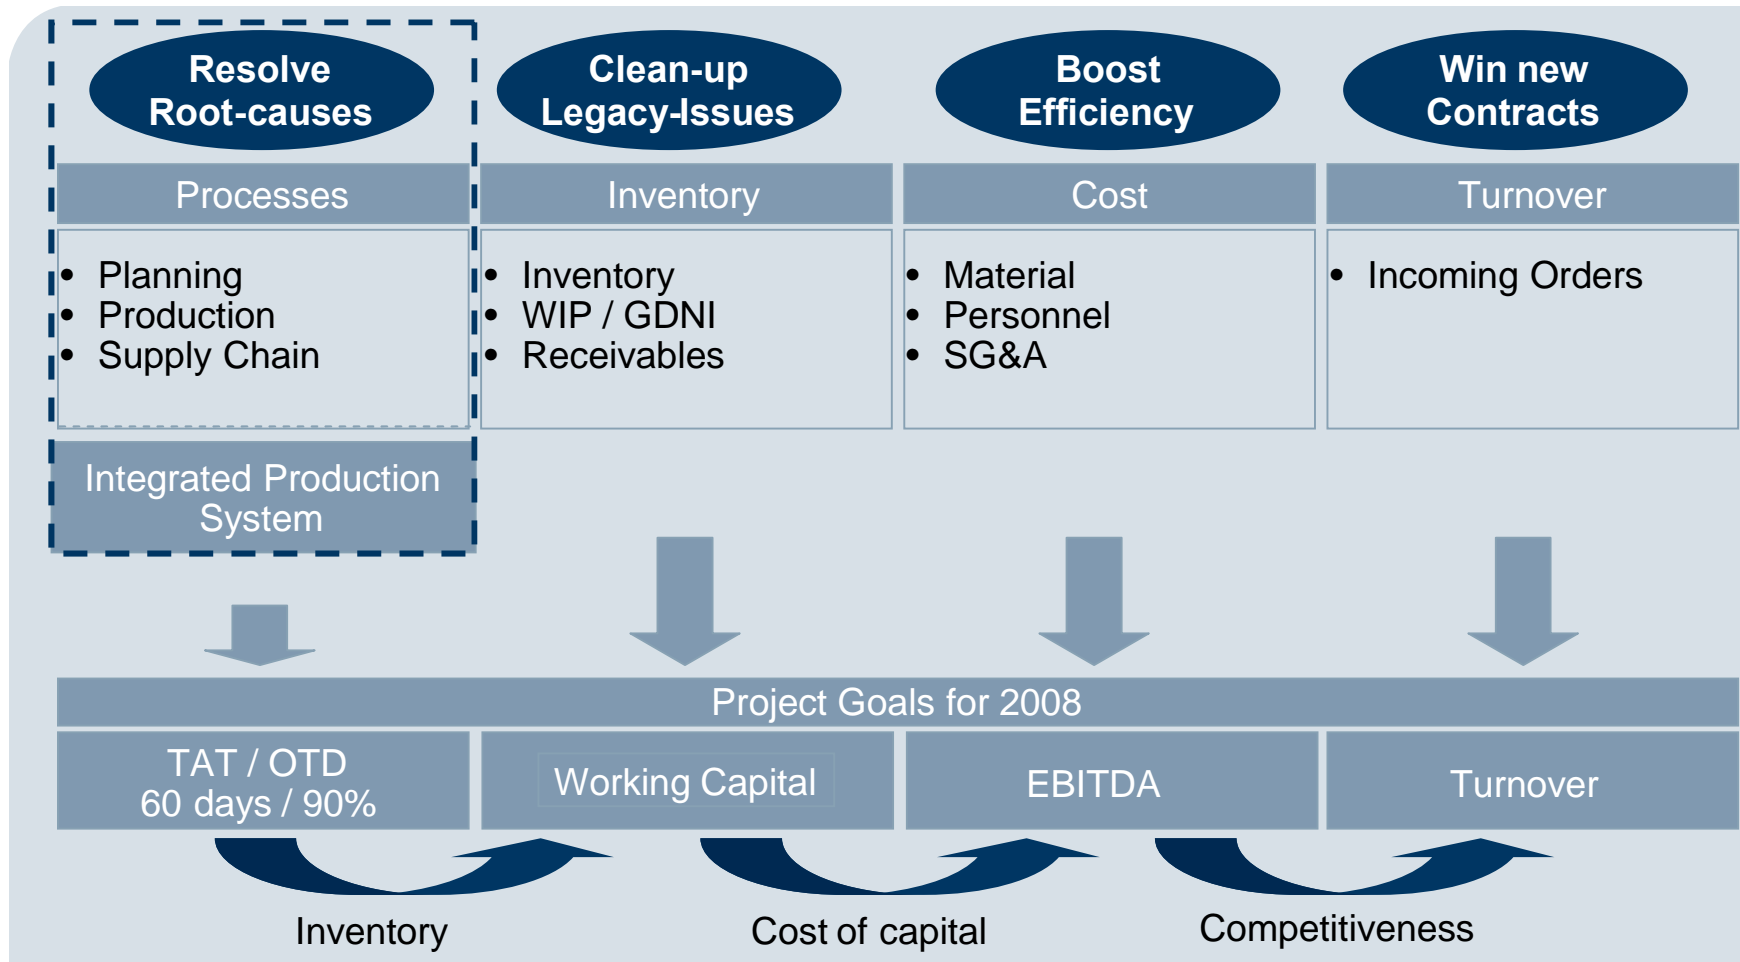 Resolve
Root-causes
Clean-up
Legacy-Issues
Boost
Efficiency
Win new
Contracts
Processes
Inventory
Cost
Turnover
• Planning
• Production
• Supply Chain
• Inventory
• WIP / GDNI
• Receivables
• Material
• Personnel
• SG&A
• Incoming Orders
Integrated Production
System
Project Goals for 2008
TAT / OTD
60 days / 90%
Working Capital
EBITDA
Turnover
Inventory
Cost of capital
Competitiveness